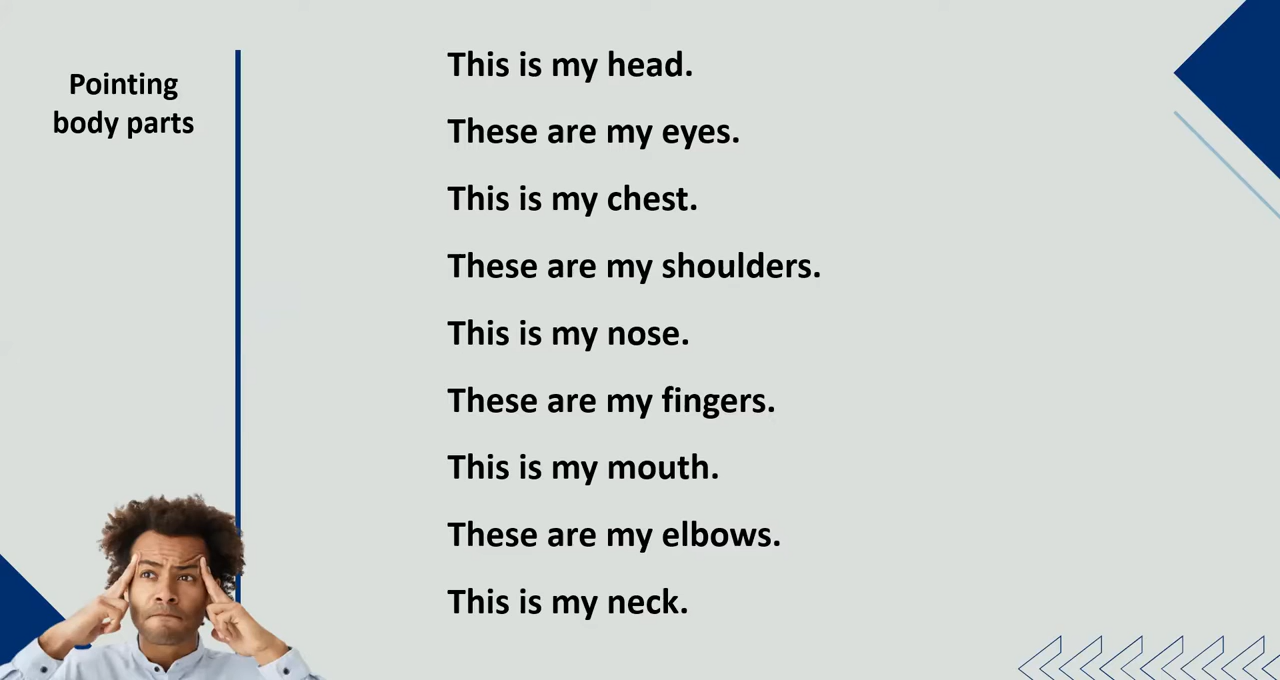 Pointing
body parts
This is my head.
These are my eyes.
This is my chest.
These are my shoulders.
This is my nose.
These are my fingers.
This is my mouth.
These are my elbows.
This is my neck.